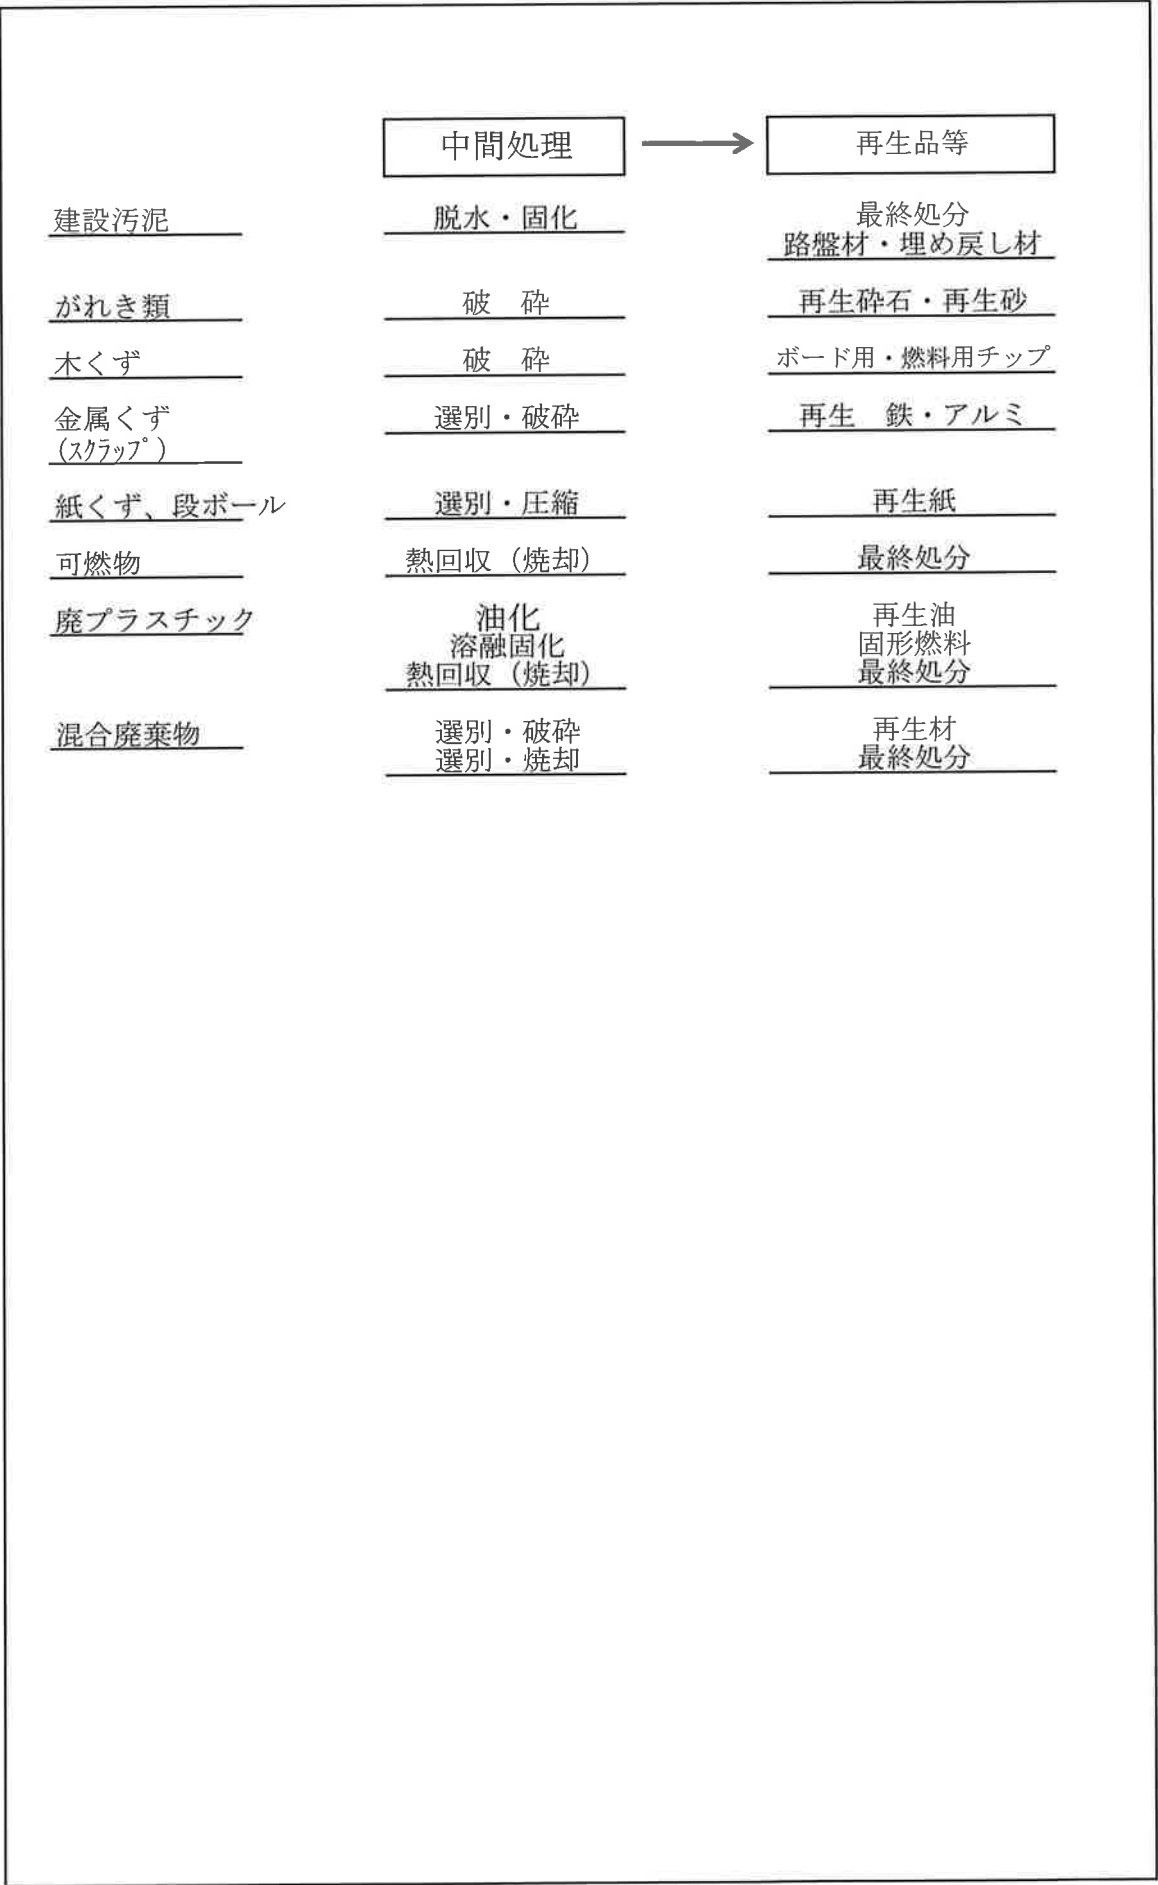 中間処理 → 再生品等
建設汚泥 脱水・固化 最終処分
路盤材・埋め戻し材
がれき類 破　砕 再生砕石・再生砂
木くず 破　砕 ボード用・燃料用チップ
金属くず 選別・破砕 再生　鉄・アルミ
(ｽｸﾗｯﾌﾟ)
紙くず、段ボール 選別・圧縮 再生紙
可燃物 熱回収（焼却） 最終処分
廃プラスチック 油化 再生油
溶融固化 固形燃料
熱回収（焼却） 最終処分
混合廃棄物 選別・破砕 再生材
選別・焼却 最終処分